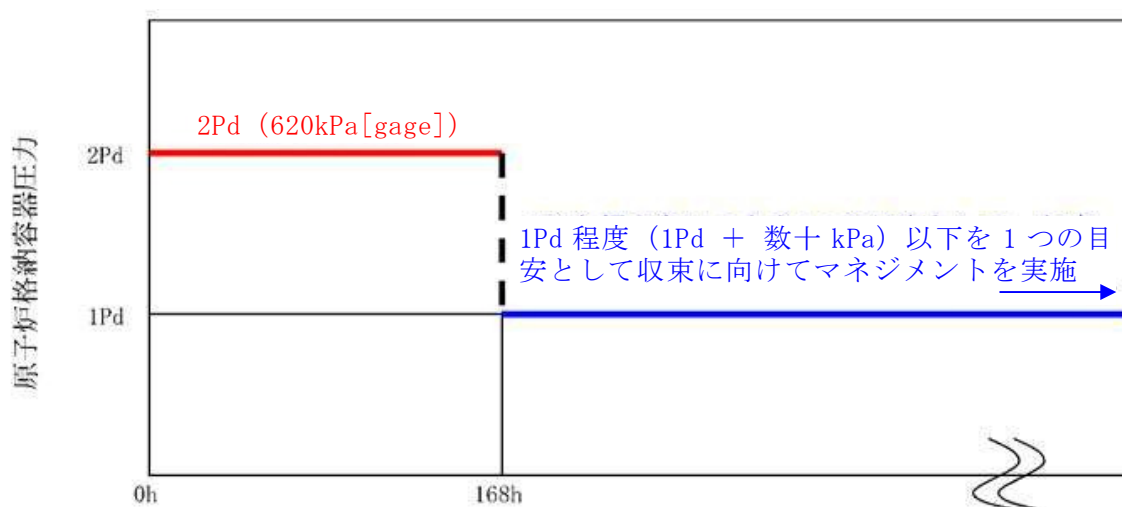 原子炉格納容器圧力
2Pd (620kPa[gage])
2Pd
1Pd 程度 (1Pd + 数十 kPa) 以下を 1 つの目
安として収束に向けてマネジメントを実施
1Pd
0h
168h